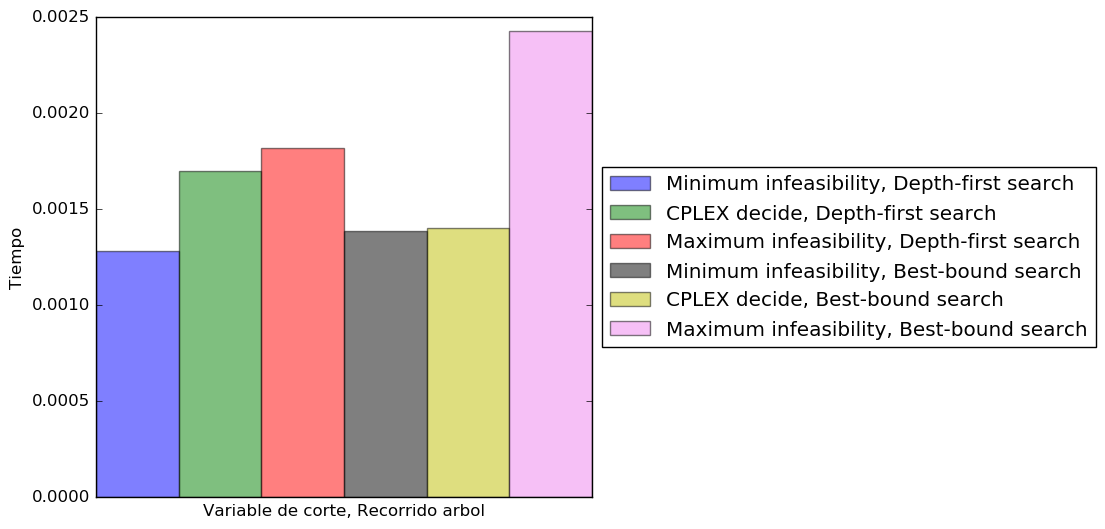 0.0025
0.0020
0.0015
0.0010
0.0005
0.0000
Tiempo
Variable de corte, Recorrido arbol
Minimum infeasibility, Depth-first search
CPLEX decide, Depth-first search
Maximum infeasibility, Depth-first search
Minimum infeasibility, Best-bound search
CPLEX decide, Best-bound search
Maximum infeasibility, Best-bound search